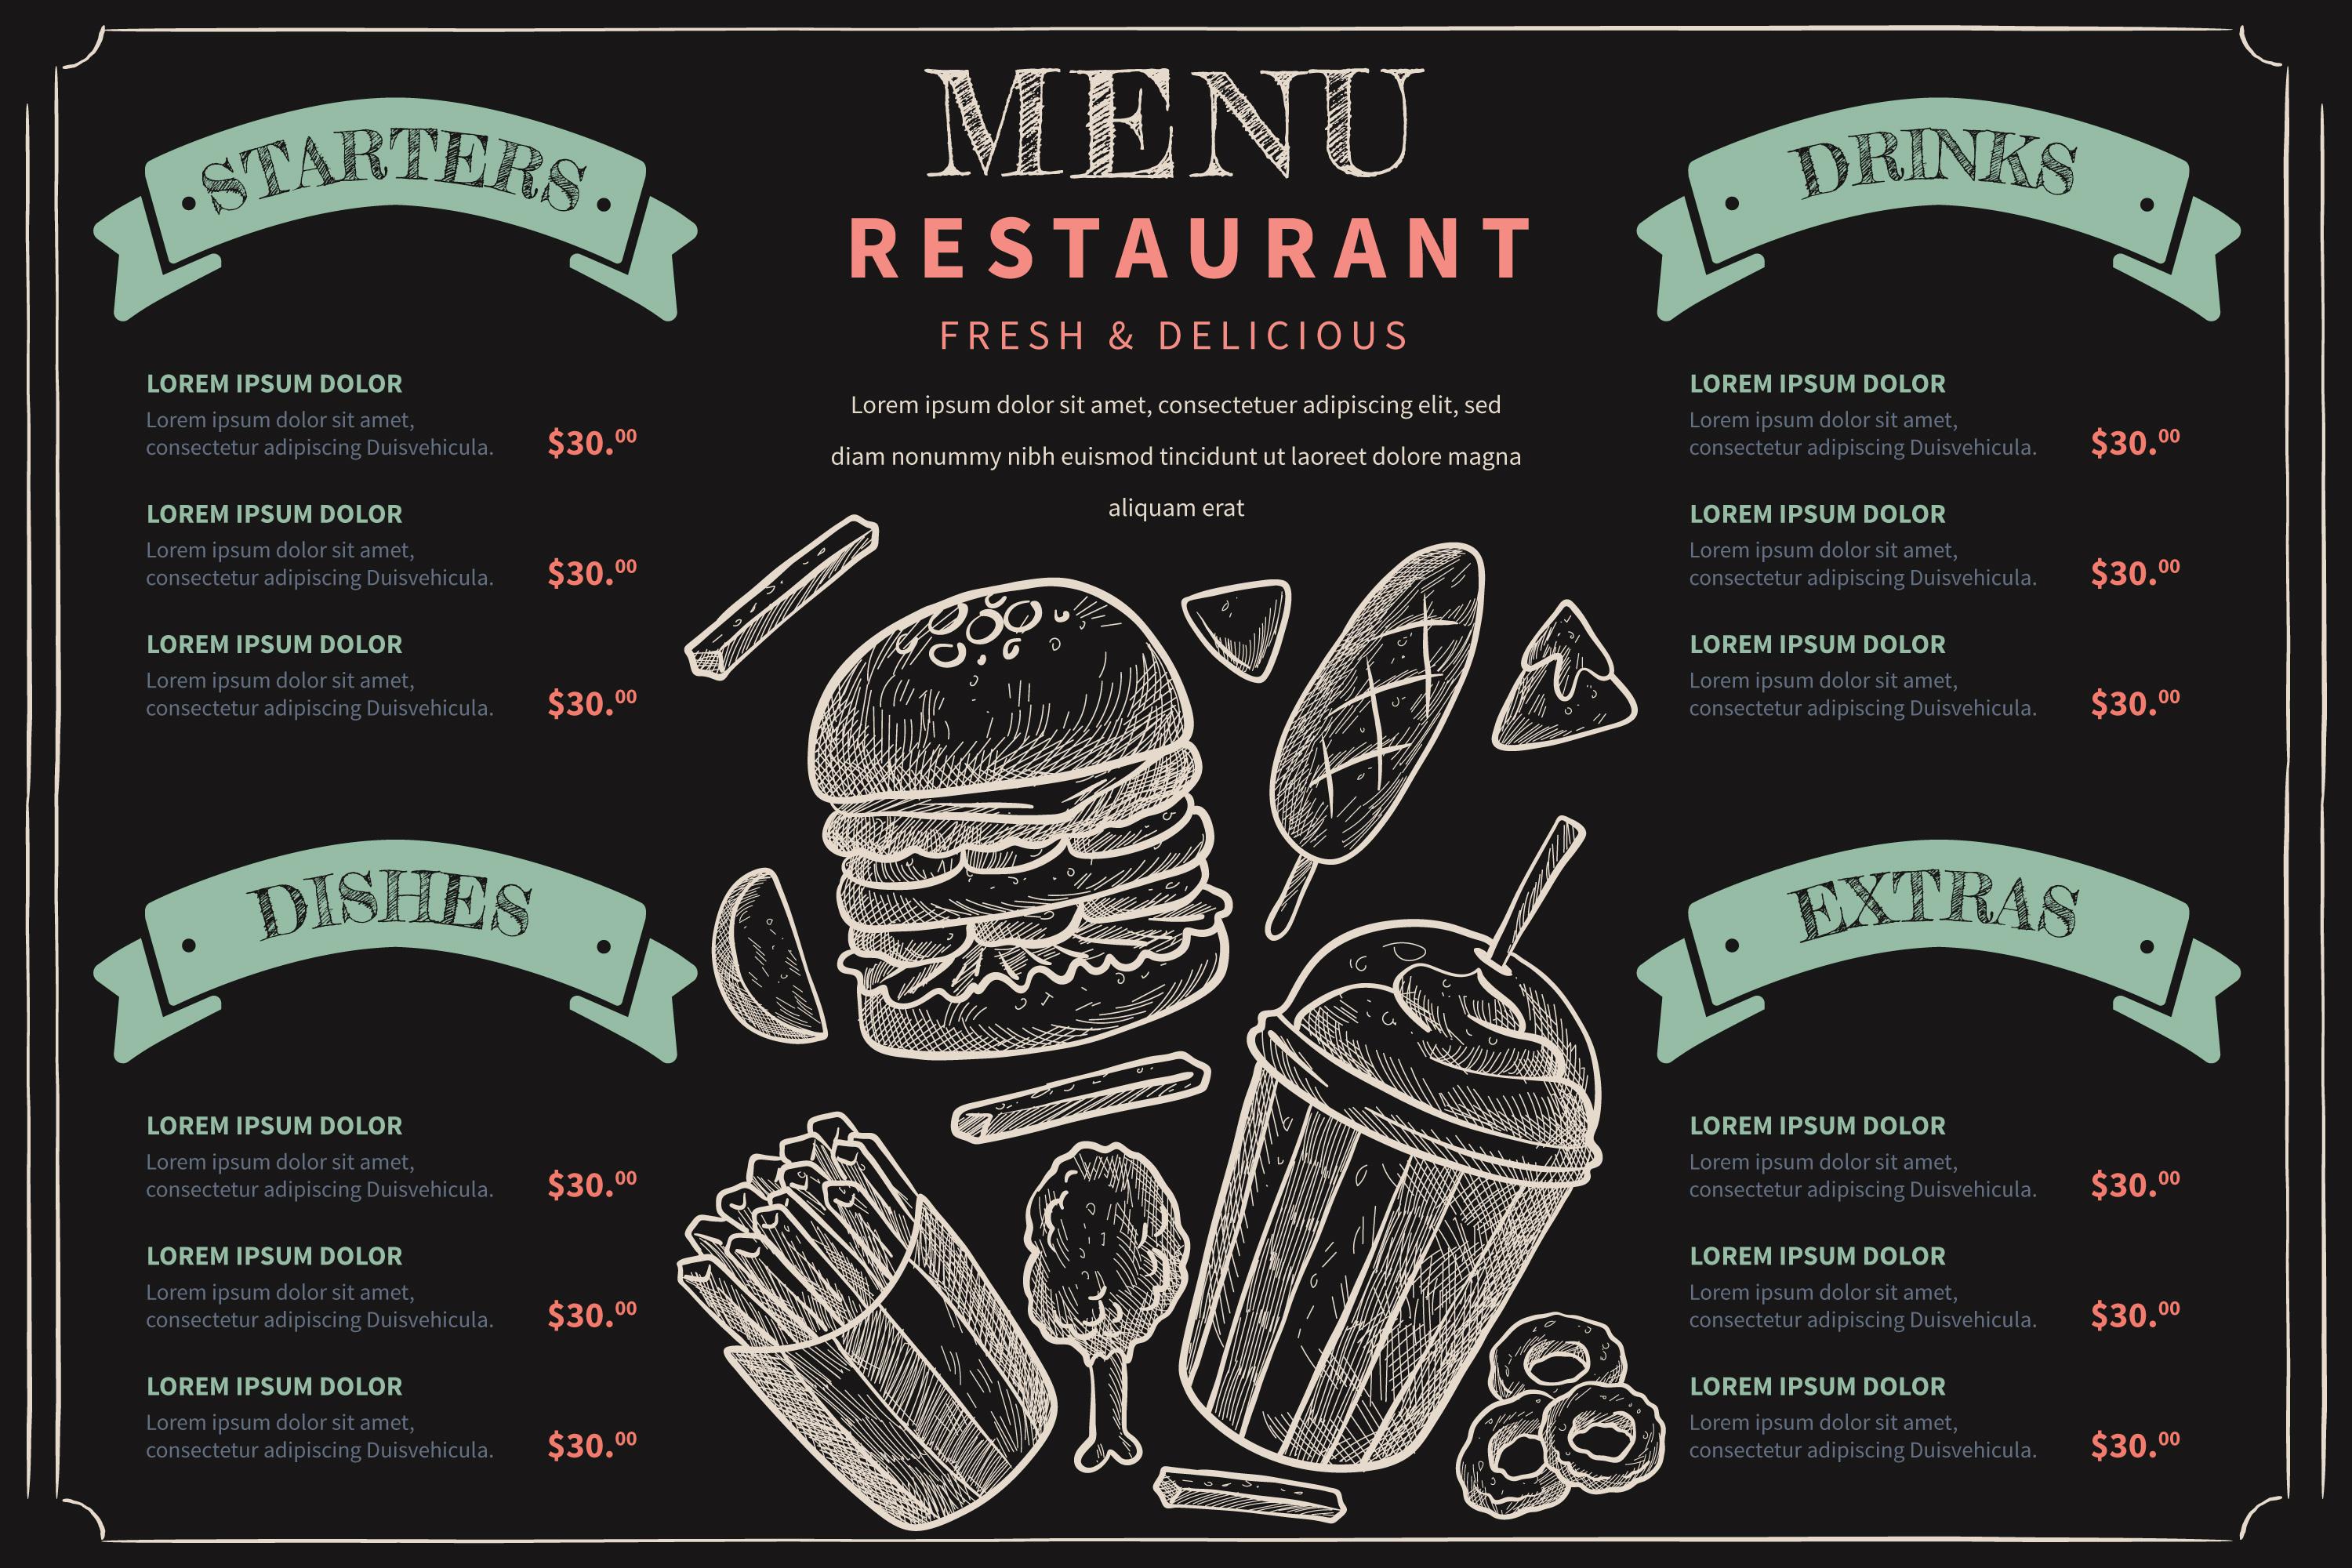 MENU
RESTAURANT
FRESH & DELICIOUS
Lorem ipsum dolor sit amet, consectetuer adipiscing elit, sed
diam nonummy nibh euismod tincidunt ut laoreet dolore magna
aliquam erat
STARTERS
LOREM IPSUM DOLOR
Lorem ipsum dolor sit amet,
consectetur adipiscing Duisvehicula. $30.00
LOREM IPSUM DOLOR
Lorem ipsum dolor sit amet,
consectetur adipiscing Duisvehicula. $30.00
LOREM IPSUM DOLOR
Lorem ipsum dolor sit amet,
consectetur adipiscing Duisvehicula. $30.00
DISHES
LOREM IPSUM DOLOR
Lorem ipsum dolor sit amet,
consectetur adipiscing Duisvehicula. $30.00
LOREM IPSUM DOLOR
Lorem ipsum dolor sit amet,
consectetur adipiscing Duisvehicula. $30.00
LOREM IPSUM DOLOR
Lorem ipsum dolor sit amet,
consectetur adipiscing Duisvehicula. $30.00
DRINKS
LOREM IPSUM DOLOR
Lorem ipsum dolor sit amet,
consectetur adipiscing Duisvehicula. $30.00
LOREM IPSUM DOLOR
Lorem ipsum dolor sit amet,
consectetur adipiscing Duisvehicula. $30.00
LOREM IPSUM DOLOR
Lorem ipsum dolor sit amet,
consectetur adipiscing Duisvehicula. $30.00
EXTRAS
LOREM IPSUM DOLOR
Lorem ipsum dolor sit amet,
consectetur adipiscing Duisvehicula. $30.00
LOREM IPSUM DOLOR
Lorem ipsum dolor sit amet,
consectetur adipiscing Duisvehicula. $30.00
LOREM IPSUM DOLOR
Lorem ipsum dolor sit amet,
consectetur adipiscing Duisvehicula. $30.00